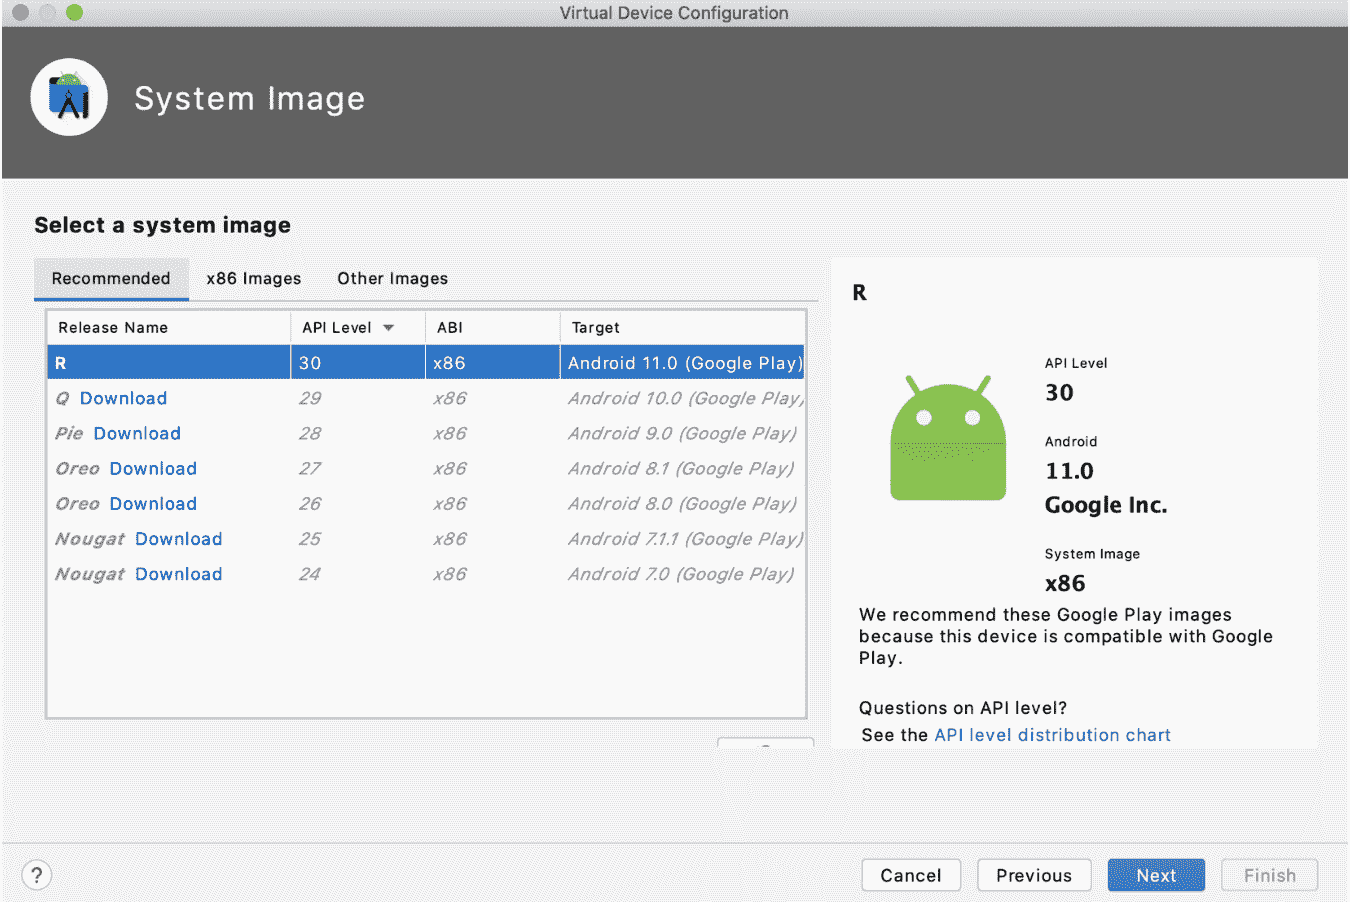 Virtual Device Configuration
System Image
Select a system image
Recommended x86 Images Other Images
Release Name API Level ABI Target
R 30 x86 Android 11.0 (Google Play)
Q Download 29 x86 Android 10.0 (Google Play)
Pie Download 28 x86 Android 9.0 (Google Play)
Oreo Download 27 x86 Android 8.1 (Google Play)
Oreo Download 26 x86 Android 8.0 (Google Play)
Nougat Download 25 x86 Android 7.1.1 (Google Play)
Nougat Download 24 x86 Android 7.0 (Google Play)
R
API Level
30
Android
11.0
Google Inc.
System Image
x86
We recommend these Google Play images
because this device is compatible with Google
Play.
Questions on API level?
See the API level distribution chart
? Cancel Previous Next Finish